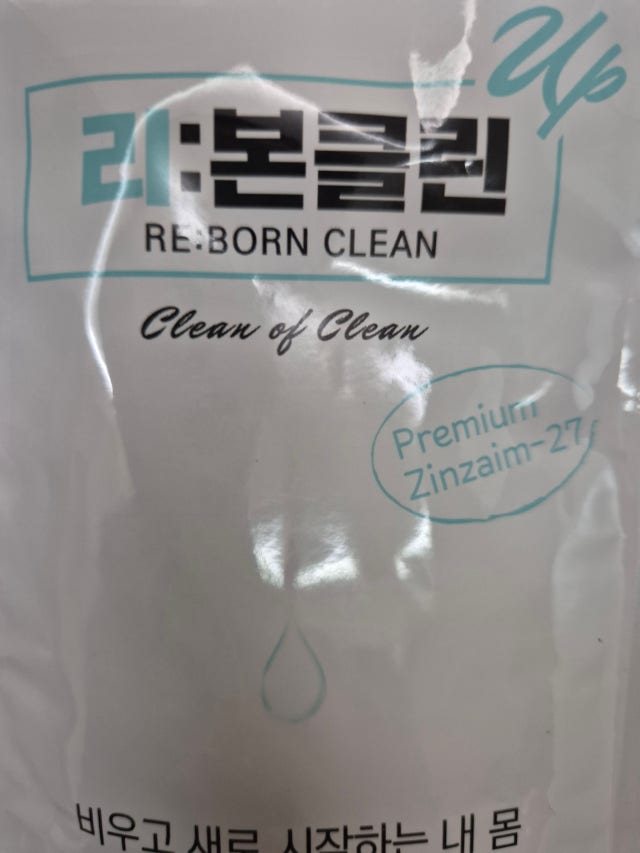 Up
리:본클린
RE:BORN CLEAN
Clean of Clean
Premium
Zinzaim-27
비우고 새로 시작하는 내 몸